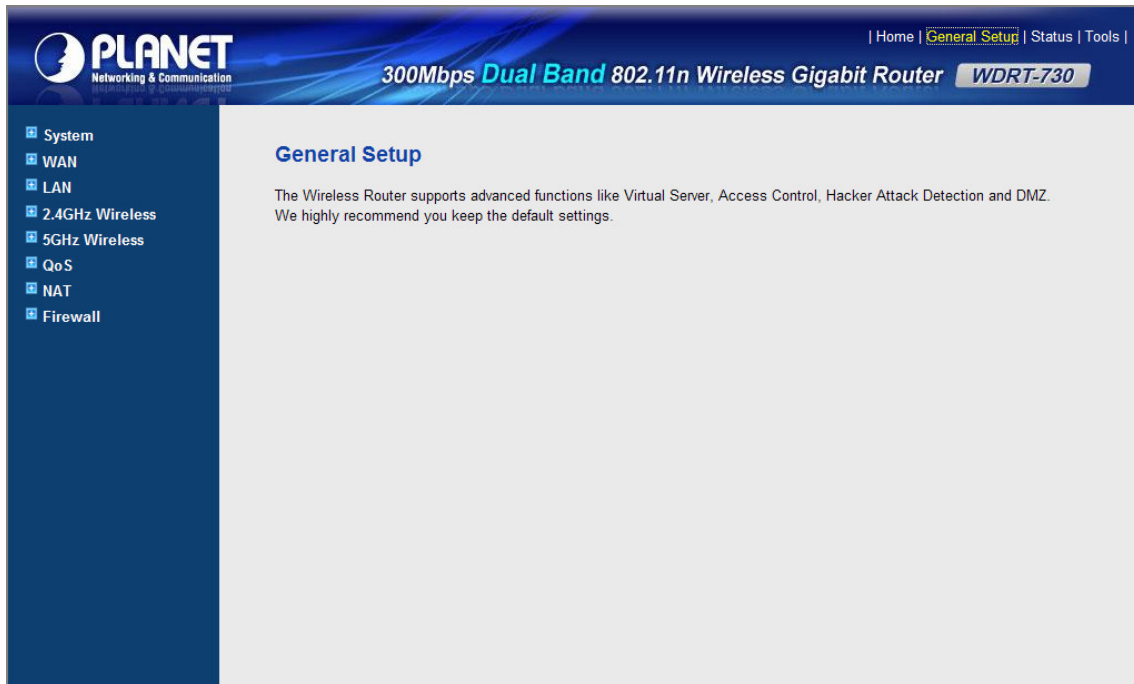 PLANET
Networking & Communication
| Home | General Setup | Status | Tools |
300Mbps Dual Band 802.11n Wireless Gigabit Router WDRT-730
System
WAN
LAN
2.4GHz Wireless
5GHz Wireless
QoS
NAT
Firewall
General Setup
The Wireless Router supports advanced functions like Virtual Server, Access Control, Hacker Attack Detection and DMZ.
We highly recommend you keep the default settings.